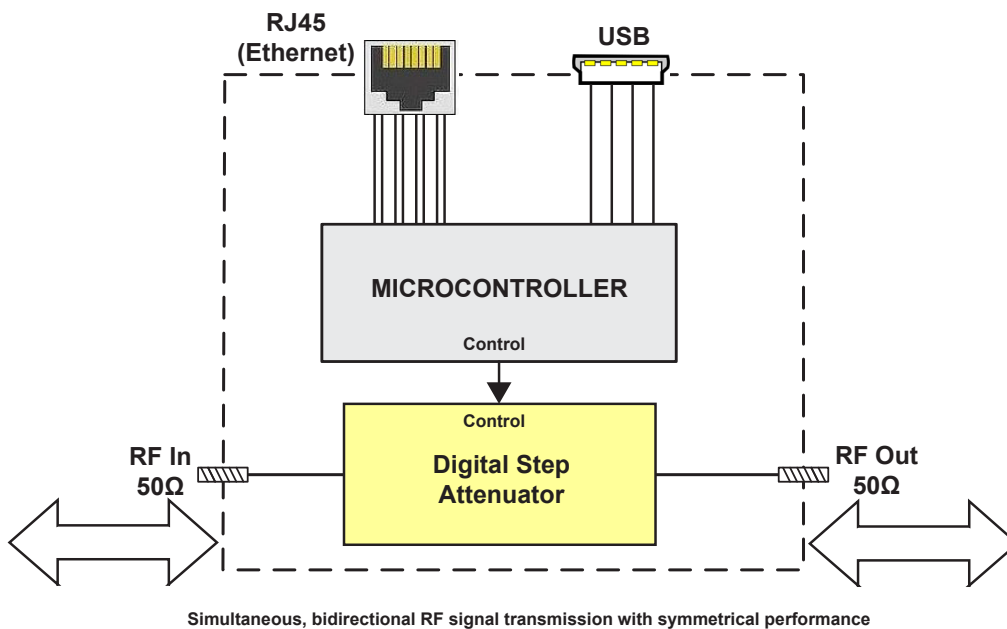 RJ45
(Ethernet)
USB
MICROCONTROLLER
Control
Control
Digital Step
Attenuator
RF In
50Ω
RF Out
50Ω
Simultaneous, bidirectional RF signal transmission with symmetrical performance